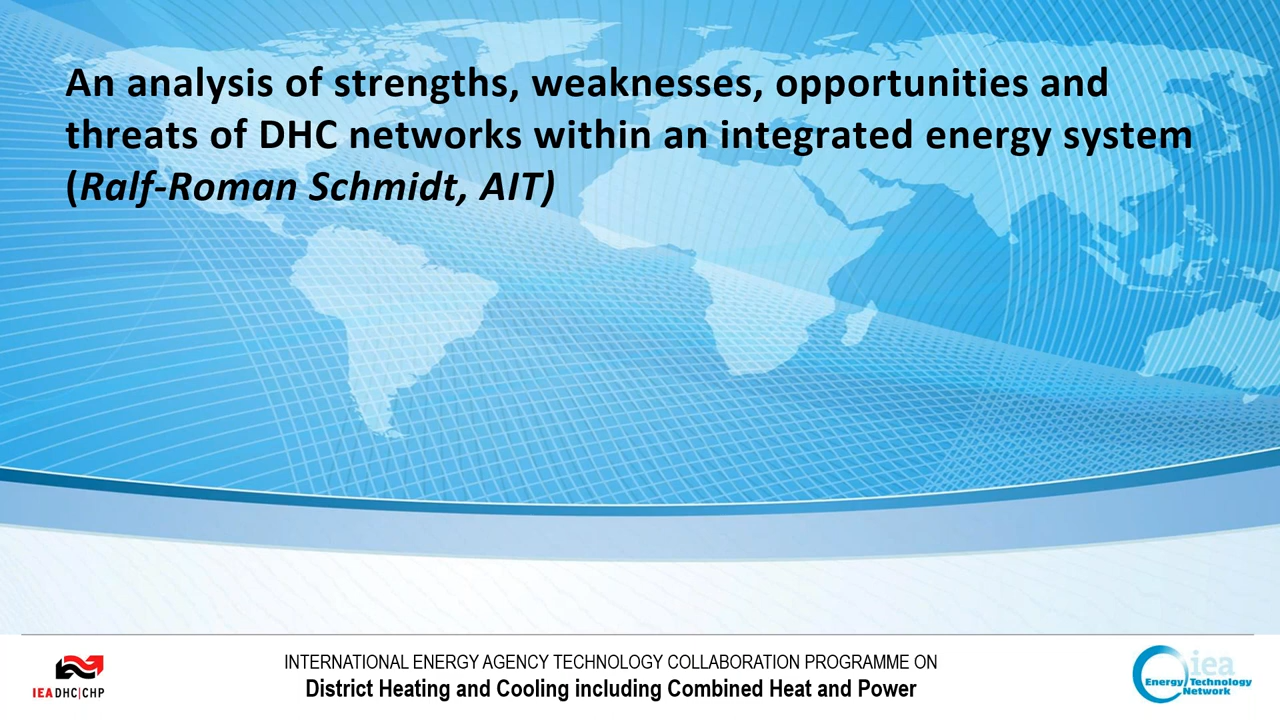 An analysis of strengths, weaknesses, opportunities and
threats of DHC networks within an integrated energy system
(Ralf-Roman Schmidt, AIT)
INTERNATIONAL ENERGY AGENCY TECHNOLOGY COLLABORATION PROGRAMME ON
District Heating and Cooling including Combined Heat and Power
IEA DHC|CHP
iea
Energy Technology
Network